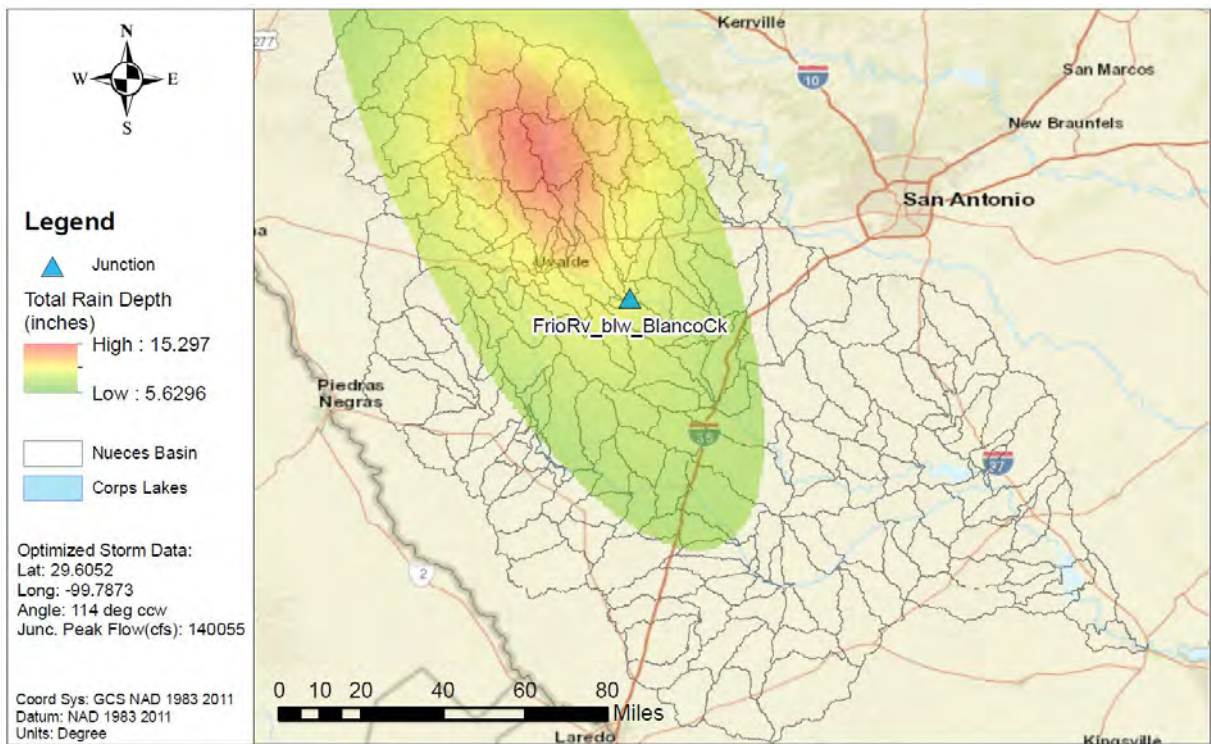 N
W E
S
Legend
Junction
Total Rain Depth
(inches)
High : 15.297
Low : 5.6296
Nueces Basin
Corps Lakes
Optimized Storm Data:
Lat: 29.6052
Long: -99.7873
Angle: 114 deg ccw
Junc. Peak Flow(cfs): 140055
Coord Sys: GCS NAD 1983 2011
Datum: NAD 1983 2011
Units: Degree
277
Kerrville
10
San Marcos
New Braunfels
San Antonio
Uvalde
FrioRv_blw_BlancoCk
Piedras
Negras
35
37
2
0 10 20 40 60 80
Miles
Laredo
Kingsville